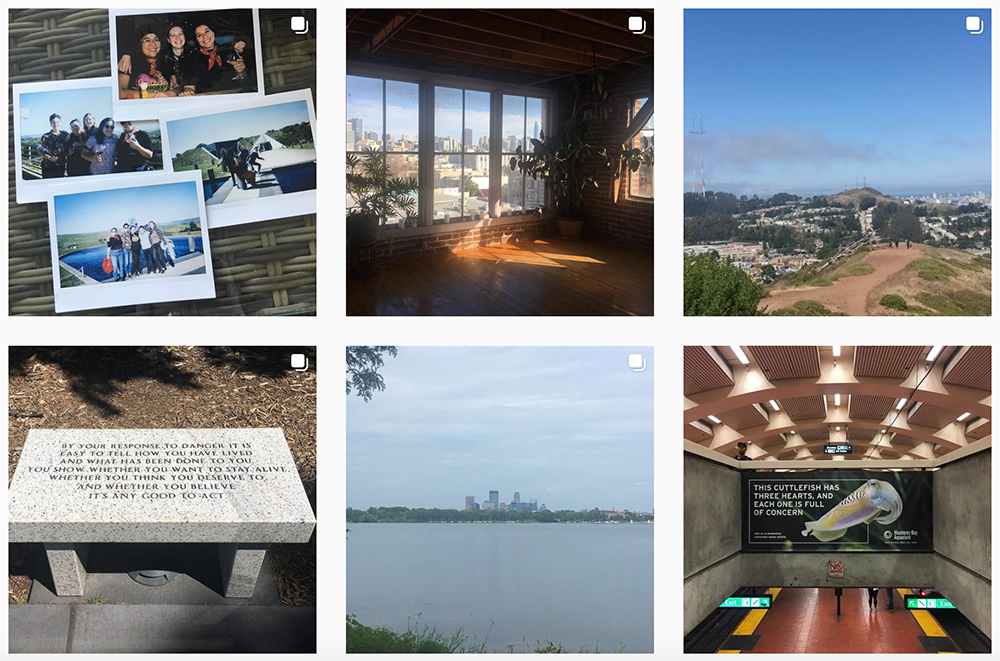 BY YOUR RESPONSE TO DANGER IT IS
EASY TO TELL HOW YOU HAVE LIVED
AND WHAT HAS BEEN DONE TO YOU.
YOU SHOW WHETHER YOU WANT TO STAY ALIVE,
WHETHER YOU THINK YOU DESERVE TO,
AND WHETHER YOU BELIEVE
IT'S ANY GOOD TO ACT
THIS CUTTLEFISH HAS
THREE HEARTS, AND
EACH ONE IS FULL
OF CONCERN
Monterey Bay
Aquarium
Exit
Exit